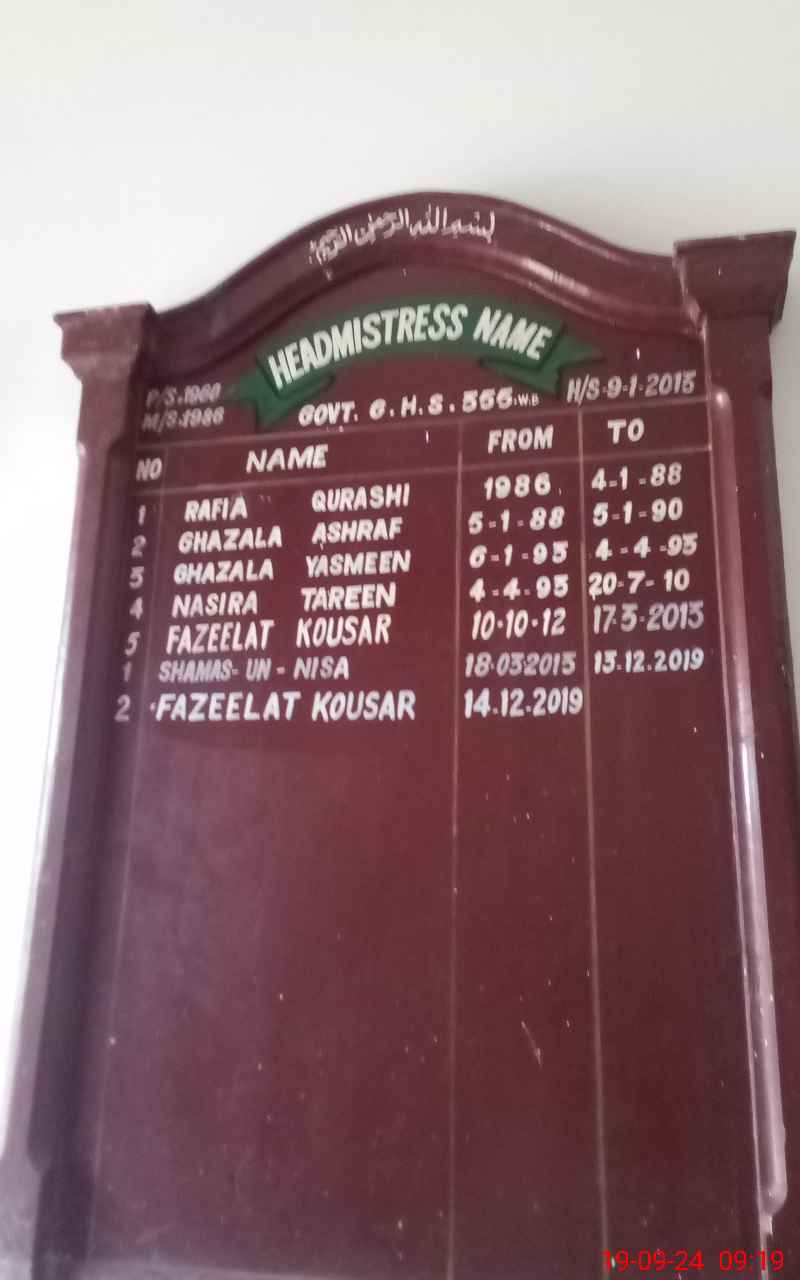 بسم الله الرحمن الرحيم
HEADMISTRESS NAME
P/S.1960
M/S.1986
GOVT. G.H.S. 555.W.B
H/S-9-1-2015
NO NAME FROM TO
1 RAFIA QURASHI 1986. 4-1-88
2 GHAZALA ASHRAF 5-1-88 5-1-90
3 GHAZALA YASMEEN 6-1-93 4-4-95
4 NASIRA TAREEN 4-4-95 20-7-10
5 FAZEELAT KOUSAR 10-10-12 17-3-2013
1 SHAMAS-UN-NISA 18-03-2013 13.12.2019
2 FAZEELAT KOUSAR 14.12.2019
19-09-24 09:19